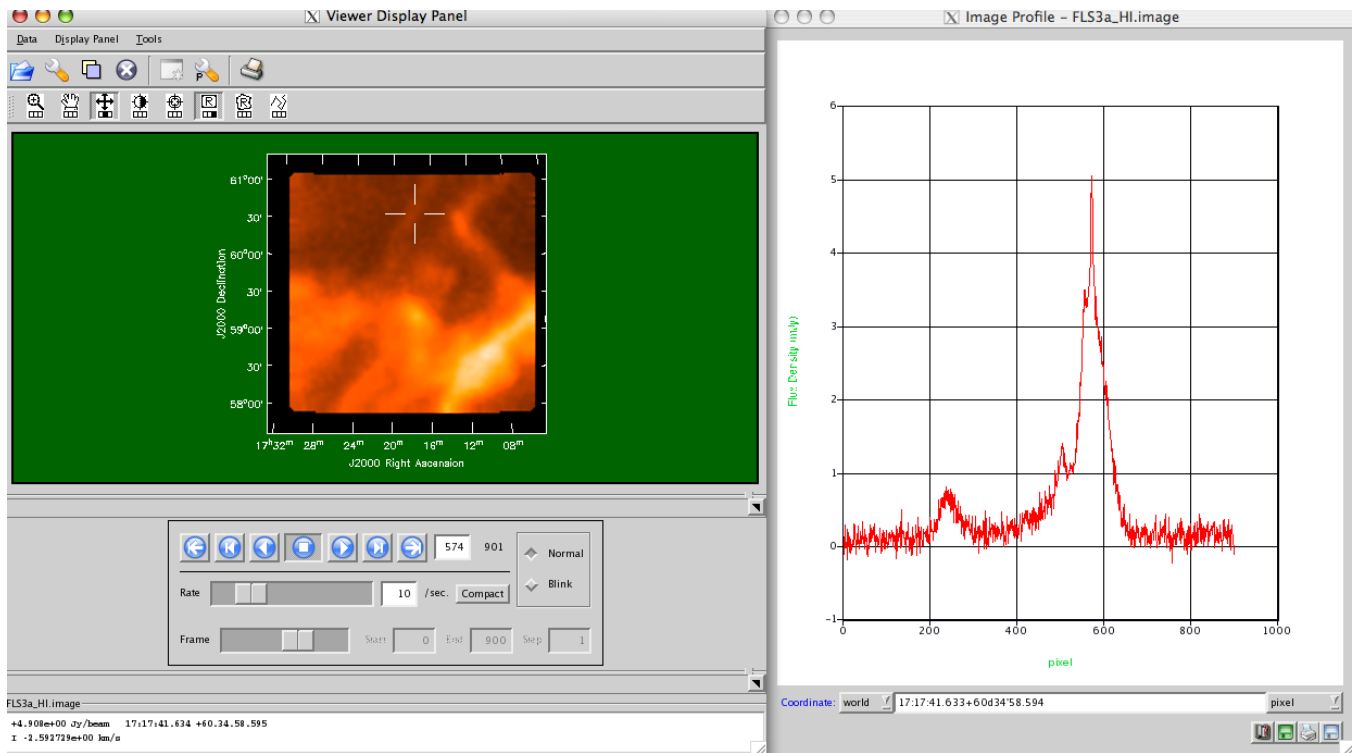 X Viewer Display Panel
Data Display Panel Tools
P
R R
61°00'
30'
60°00'
30'
59°00'
30'
58°00'
J2000 Declination
17h32m 28m 24m 20m 16m 12m 08m
J2000 Right Ascension
574 901
Normal
Blink
Rate 10 /sec. Compact
Frame Start 0 End 900 Step 1
FLS3a_HI.image
+4.908e+00 Jy/beam 17:17:41.634 +60.34.58.595
I -2.592729e+00 km/s
X Image Profile - FLS3a_HI.image
6
5
4
3
2
1
0
-1
Flux Density (mJy)
0 200 400 600 800 1000
pixel
Coordinate: world 17:17:41.633+60d34'58.594 pixel